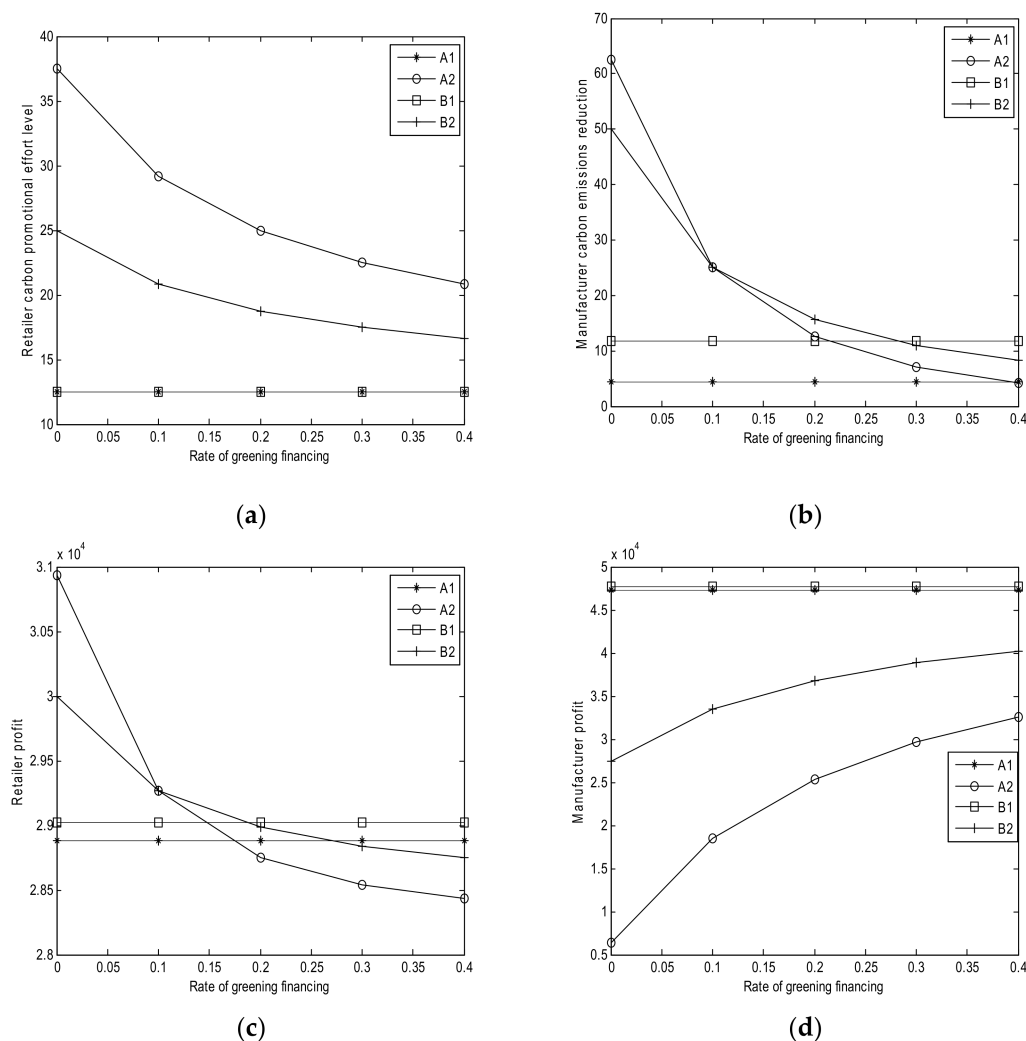 40
35
30
25
20
15
10
0 0.05 0.1 0.15 0.2 0.25 0.3 0.35 0.4
Retailer carbon promotional effort level
Rate of greening financing
A1
A2
B1
B2
(a)
70
60
50
40
30
20
10
0
0 0.05 0.1 0.15 0.2 0.25 0.3 0.35 0.4
Manufacturer carbon emissions reduction
Rate of greening financing
A1
A2
B1
B2
(b)
x 10^4
3.1
3.05
3
2.95
2.9
2.85
2.8
0 0.05 0.1 0.15 0.2 0.25 0.3 0.35 0.4
Retailer profit
Rate of greening financing
A1
A2
B1
B2
(c)
x 10^4
5
4.5
4
3.5
3
2.5
2
1.5
1
0.5
0 0.05 0.1 0.15 0.2 0.25 0.3 0.35 0.4
Manufacturer profit
Rate of greening financing
A1
A2
B1
B2
(d)